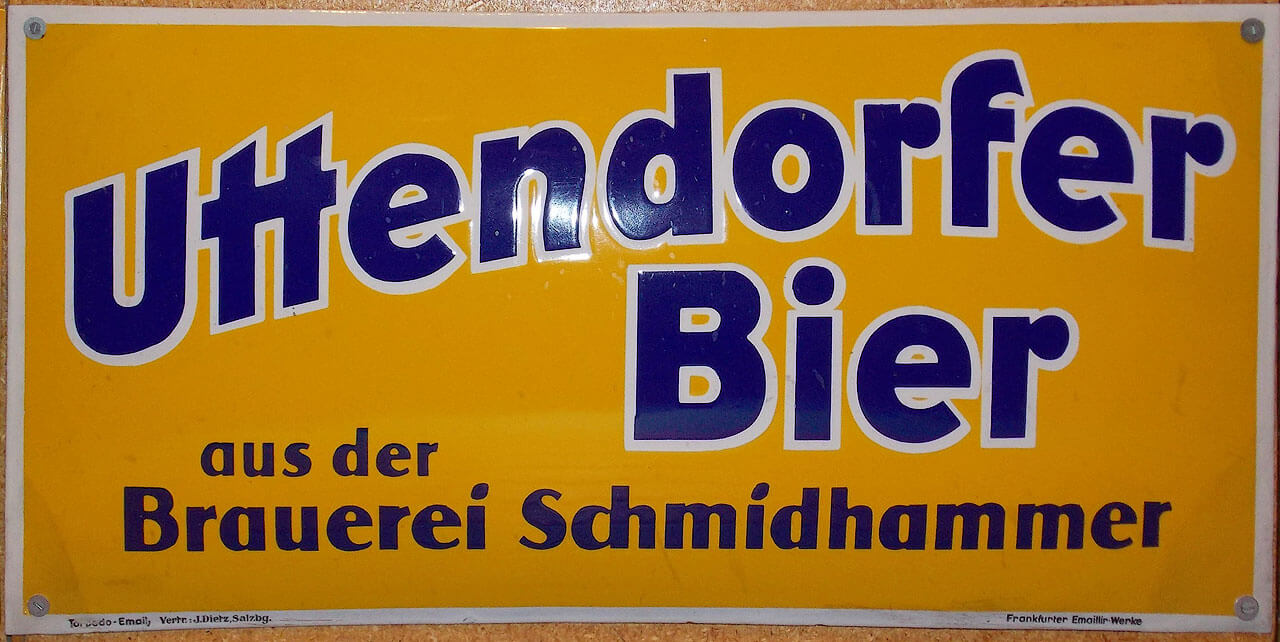 Uttendorfer
Bier
aus der
Brauerei Schmidhammer
Torpedo-Email, Vertr.: J. Dietz, Salzbg.
Frankfurter Emaillir-Werke